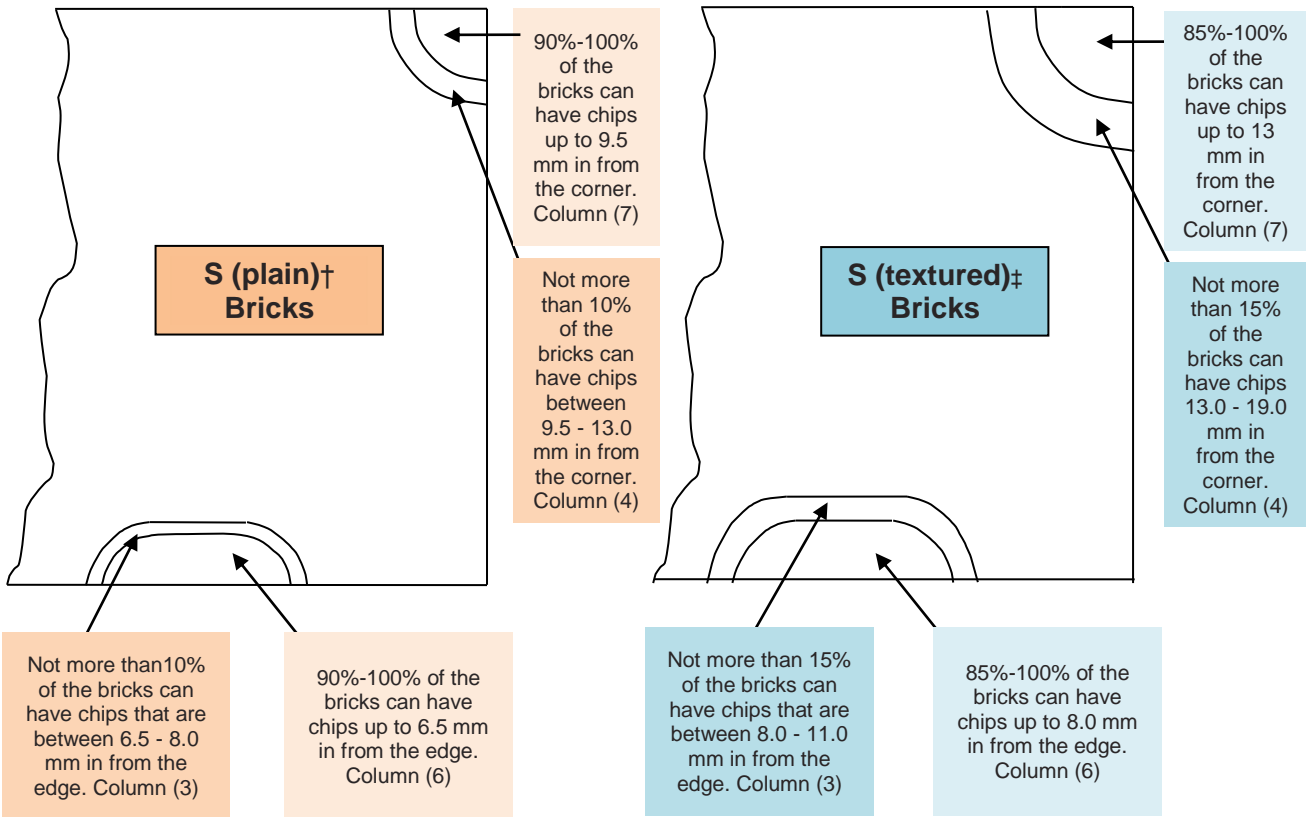 90%-100%
of the
bricks can
have chips
up to 9.5
mm in from
the corner.
Column (7)
85%-100%
of the
bricks can
have chips
up to 13
mm in
from the
corner.
Column (7)
S (plain)†
Bricks
Not more
than 10%
of the
bricks can
have chips
between
9.5 - 13.0
mm in from
the corner.
Column (4)
S (textured)‡
Bricks
Not more
than 15%
of the
bricks can
have chips
13.0 - 19.0
mm in
from the
corner.
Column (4)
Not more than10%
of the bricks can
have chips that are
between 6.5 - 8.0
mm in from the
edge. Column (3)
90%-100% of the
bricks can have
chips up to 6.5 mm
in from the edge.
Column (6)
Not more than 15%
of the bricks can
have chips that are
between 8.0 - 11.0
mm in from the
edge. Column (3)
85%-100% of the
bricks can have
chips up to 8.0 mm
in from the edge.
Column (6)